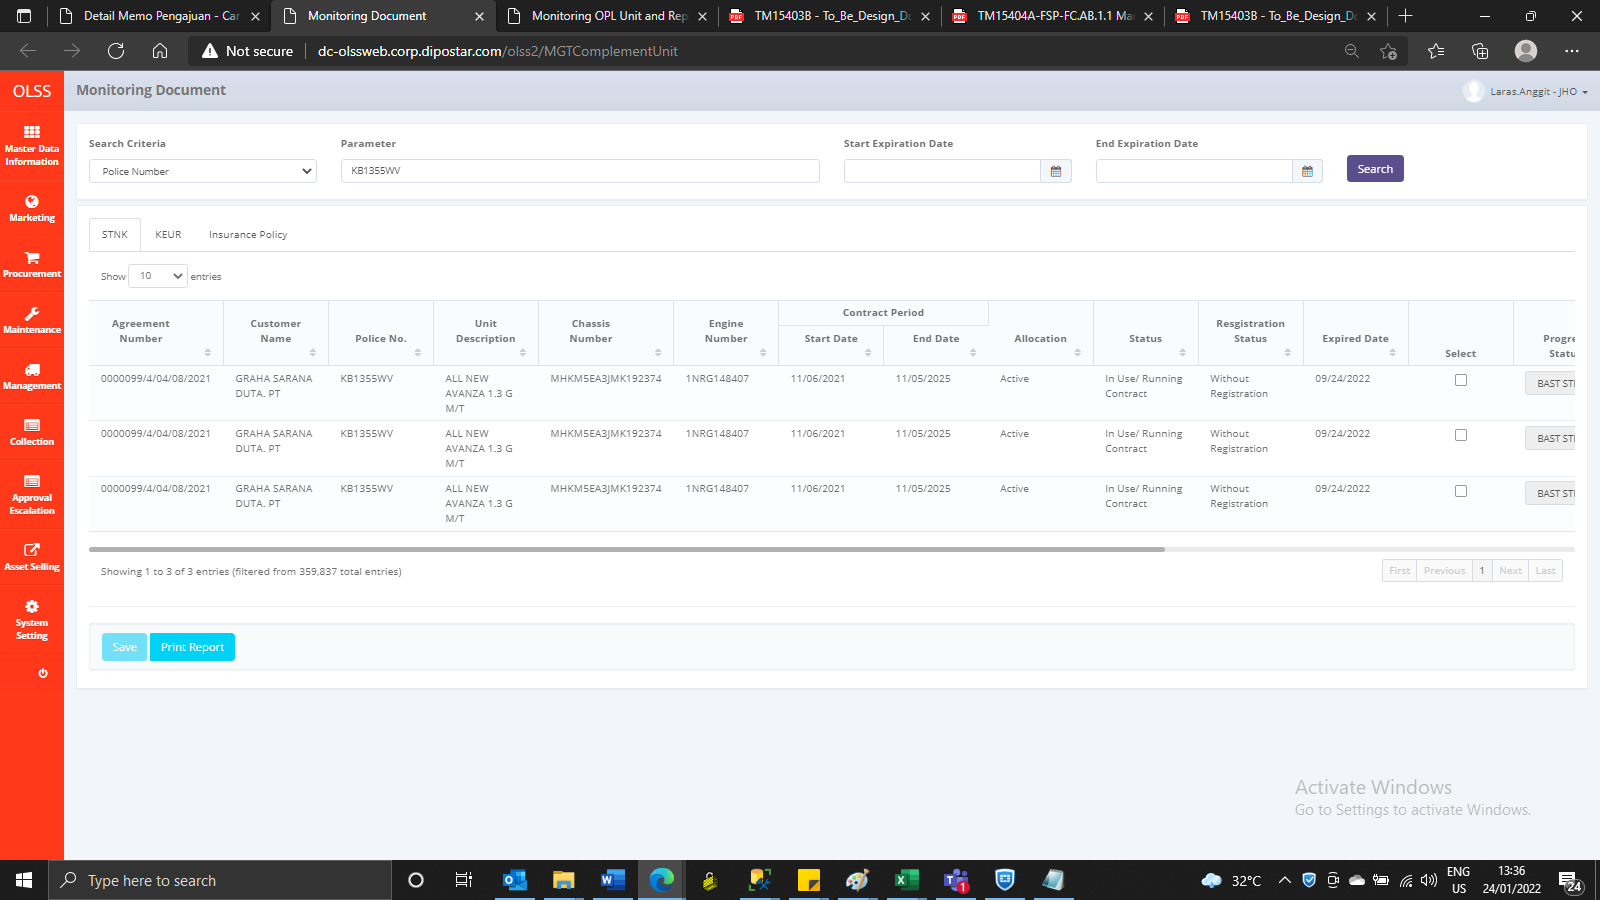 Detail Memo Pengajuan - Car
Monitoring Document
Monitoring OPL Unit and Rep
TM15403B - To_Be_Design_Do
TM15404A-FSP-FC.AB.1.1 Ma
TM15403B - To_Be_Design_Do
Not secure
dc-olssweb.corp.dipostar.com/olss2/MGTComplementUnit
OLSS
Monitoring Document
Laras.Anggit - JHO
Master Data
Information
Marketing
Procurement
Maintenance
Management
Collection
Approval
Escalation
Asset Selling
System
Setting
Search Criteria
Parameter
Start Expiration Date
End Expiration Date
Police Number
KB1355WV
Search
STNK KEUR Insurance Policy
Show 10 entries
Agreement Number
Customer Name
Police No.
Unit Description
Chassis Number
Engine Number
Contract Period
Start Date
End Date
Allocation
Status
Resgistration Status
Expired Date
Select
Progre
Statu
0000099/4/04/08/2021 GRAHA SARANA DUTA. PT KB1355WV ALL NEW AVANZA 1.3 G M/T MHKM5EA3JMK192374 1NRG148407 11/06/2021 11/05/2025 Active In Use/ Running Contract Without Registration 09/24/2022 BAST ST
0000099/4/04/08/2021 GRAHA SARANA DUTA. PT KB1355WV ALL NEW AVANZA 1.3 G M/T MHKM5EA3JMK192374 1NRG148407 11/06/2021 11/05/2025 Active In Use/ Running Contract Without Registration 09/24/2022 BAST ST
0000099/4/04/08/2021 GRAHA SARANA DUTA. PT KB1355WV ALL NEW AVANZA 1.3 G M/T MHKM5EA3JMK192374 1NRG148407 11/06/2021 11/05/2025 Active In Use/ Running Contract Without Registration 09/24/2022 BAST ST
Showing 1 to 3 of 3 entries (filtered from 359,837 total entries)
First Previous 1 Next Last
Save Print Report
Activate Windows
Go to Settings to activate Windows.
Type here to search
32°C
ENG
US
13:36
24/01/2022
24
1